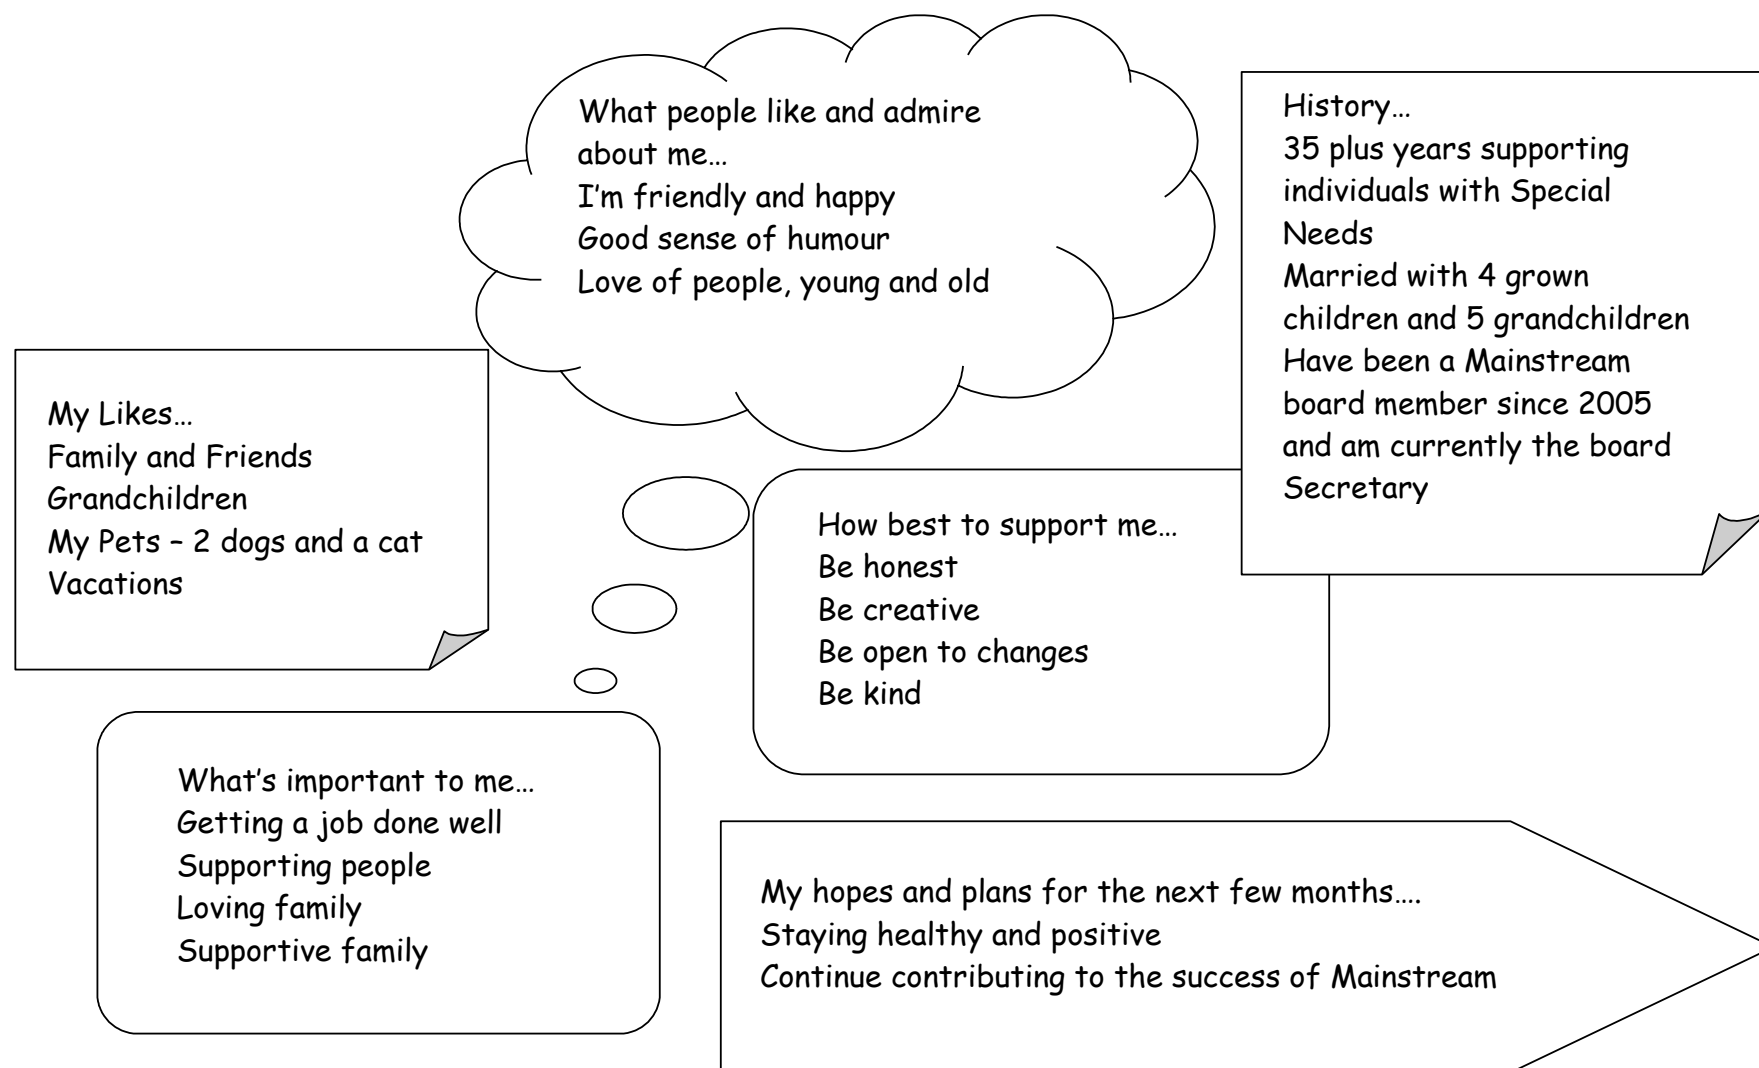 What people like and admire
about me…
I'm friendly and happy
Good sense of humour
Love of people, young and old
History…
35 plus years supporting
individuals with Special
Needs
Married with 4 grown
children and 5 grandchildren
Have been a Mainstream
board member since 2005
and am currently the board
Secretary
My Likes…
Family and Friends
Grandchildren
My Pets – 2 dogs and a cat
Vacations
How best to support me…
Be honest
Be creative
Be open to changes
Be kind
What's important to me…
Getting a job done well
Supporting people
Loving family
Supportive family
My hopes and plans for the next few months….
Staying healthy and positive
Continue contributing to the success of Mainstream